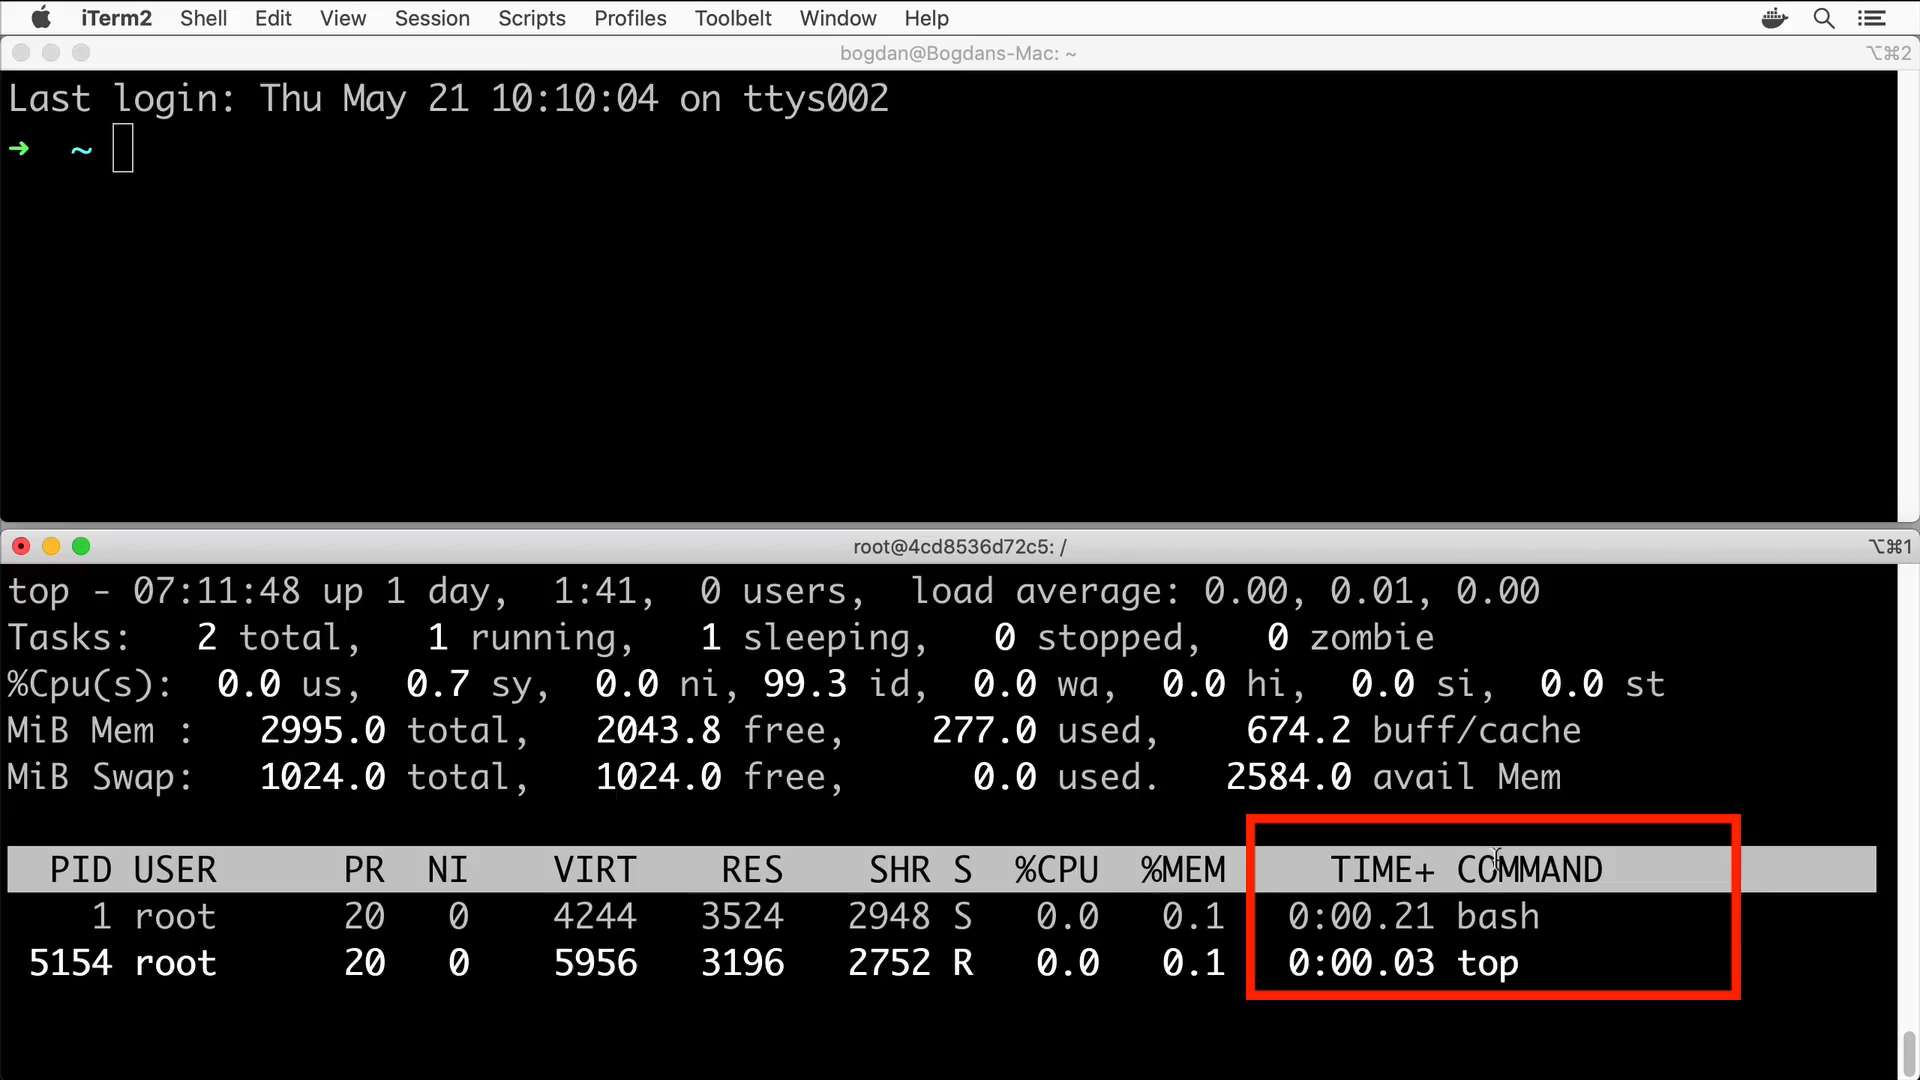 iTerm2 Shell Edit View Session Scripts Profiles Toolbelt Window Help
bogdan@Bogdans-Mac: ~ ⌥⌘2
Last login: Thu May 21 10:10:04 on ttys002
➜ ~
root@4cd8536d72c5: / ⌥⌘1
top - 07:11:48 up 1 day, 1:41, 0 users, load average: 0.00, 0.01, 0.00
Tasks: 2 total, 1 running, 1 sleeping, 0 stopped, 0 zombie
%Cpu(s): 0.0 us, 0.7 sy, 0.0 ni, 99.3 id, 0.0 wa, 0.0 hi, 0.0 si, 0.0 st
MiB Mem : 2995.0 total, 2043.8 free, 277.0 used, 674.2 buff/cache
MiB Swap: 1024.0 total, 1024.0 free, 0.0 used. 2584.0 avail Mem
PID USER PR NI VIRT RES SHR S %CPU %MEM TIME+ COMMAND
1 root 20 0 4244 3524 2948 S 0.0 0.1 0:00.21 bash
5154 root 20 0 5956 3196 2752 R 0.0 0.1 0:00.03 top